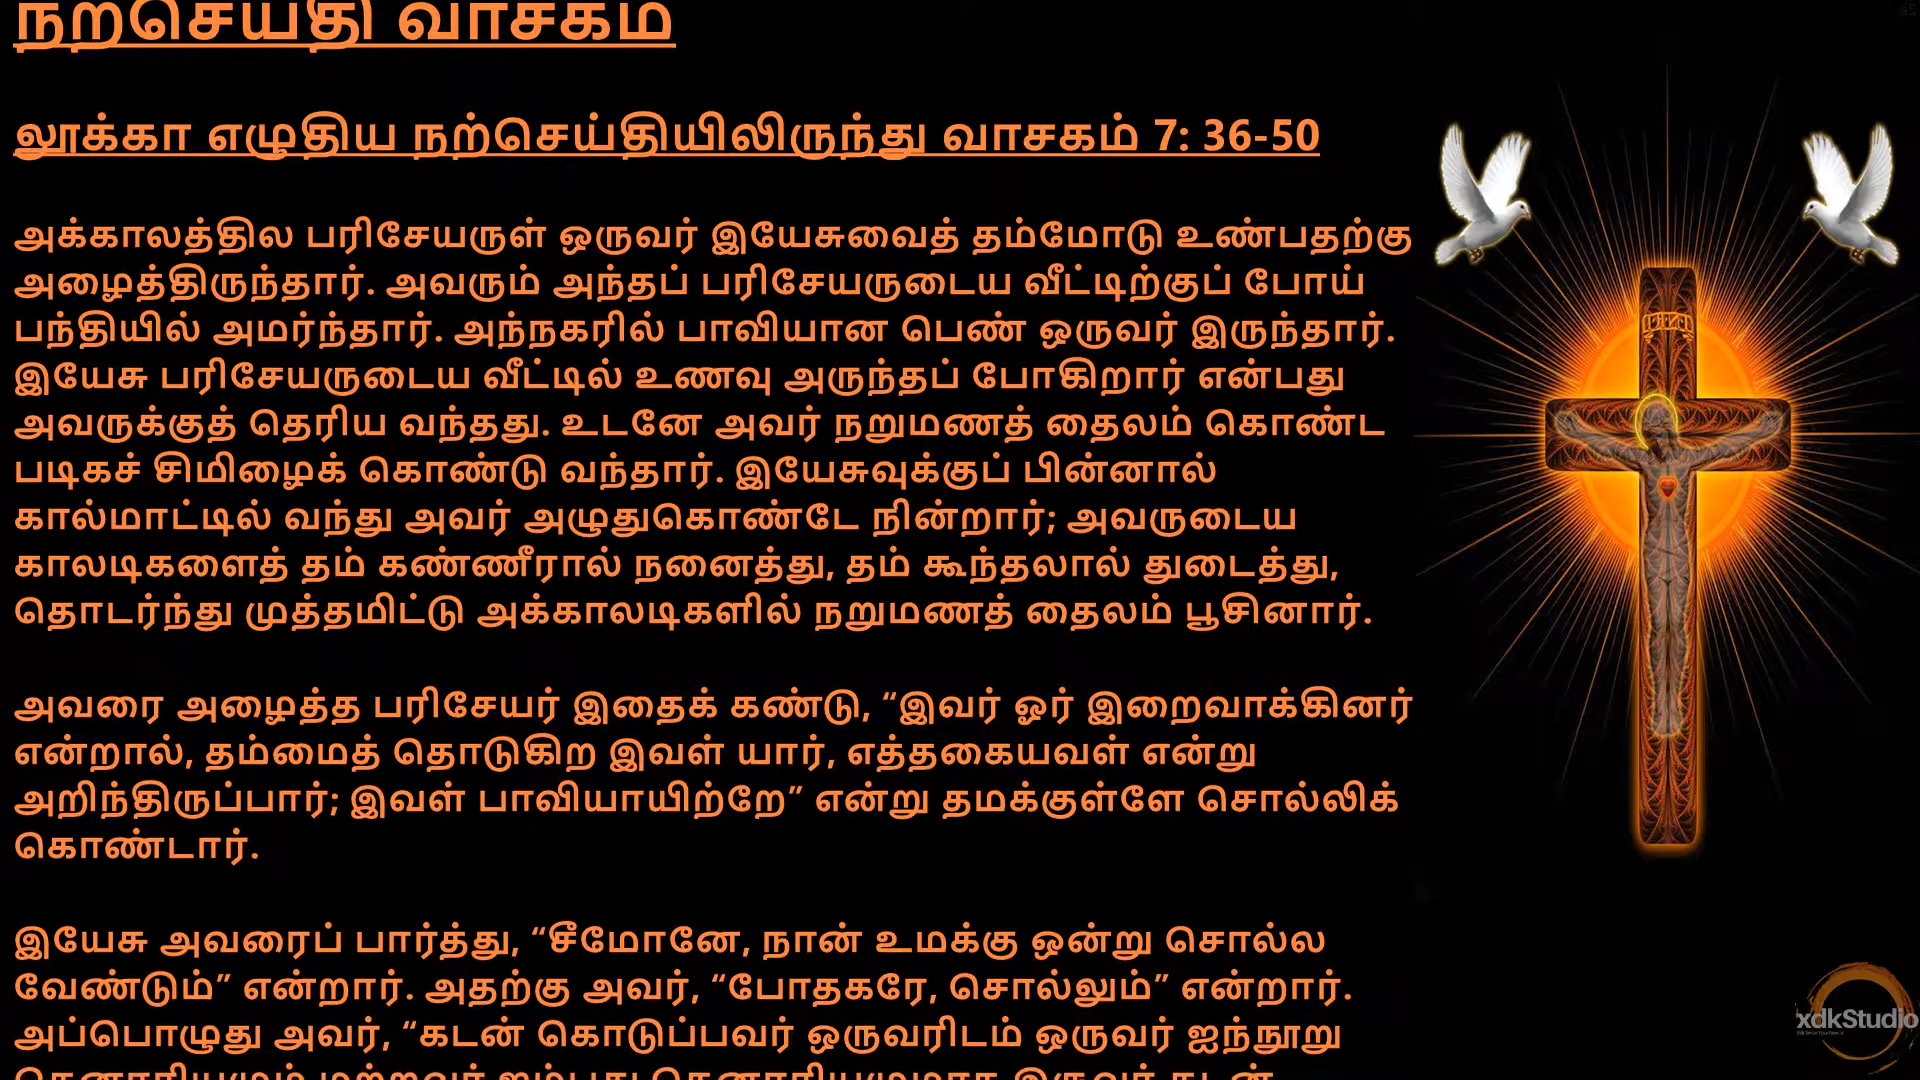 நற்செய்தி வாசகம்
லூக்கா எழுதிய நற்செய்தியிலிருந்து வாசகம் 7: 36-50
அக்காலத்தில பரிசேயருள் ஒருவர் இயேசுவைத் தம்மோடு உண்பதற்கு
அழைத்திருந்தார். அவரும் அந்தப் பரிசேயருடைய வீட்டிற்குப் போய்
பந்தியில் அமர்ந்தார். அந்நகரில் பாவியான பெண் ஒருவர் இருந்தார்.
இயேசு பரிசேயருடைய வீட்டில் உணவு அருந்தப் போகிறார் என்பது
அவருக்குத் தெரிய வந்தது. உடனே அவர் நறுமணத் தைலம் கொண்ட
படிகச் சிமிழைக் கொண்டு வந்தார். இயேசுவுக்குப் பின்னால்
கால்மாட்டில் வந்து அவர் அழுதுகொண்டே நின்றார்; அவருடைய
காலடிகளைத் தம் கண்ணீரால் நனைத்து, தம் கூந்தலால் துடைத்து,
தொடர்ந்து முத்தமிட்டு அக்காலடிகளில் நறுமணத் தைலம் பூசினார்.
அவரை அழைத்த பரிசேயர் இதைக் கண்டு, “இவர் ஓர் இறைவாக்கினர்
என்றால், தம்மைத் தொடுகிற இவள் யார், எத்தகையவள் என்று
அறிந்திருப்பார்; இவள் பாவியாயிற்றே” என்று தமக்குள்ளே சொல்லிக்
கொண்டார்.
இயேசு அவரைப் பார்த்து, “சீமோனே, நான் உமக்கு ஒன்று சொல்ல
வேண்டும்” என்றார். அதற்கு அவர், “போதகரே, சொல்லும்” என்றார்.
அப்பொழுது அவர், “கடன் கொடுப்பவர் ஒருவரிடம் ஒருவர் ஐந்நூறு
xdkStudio